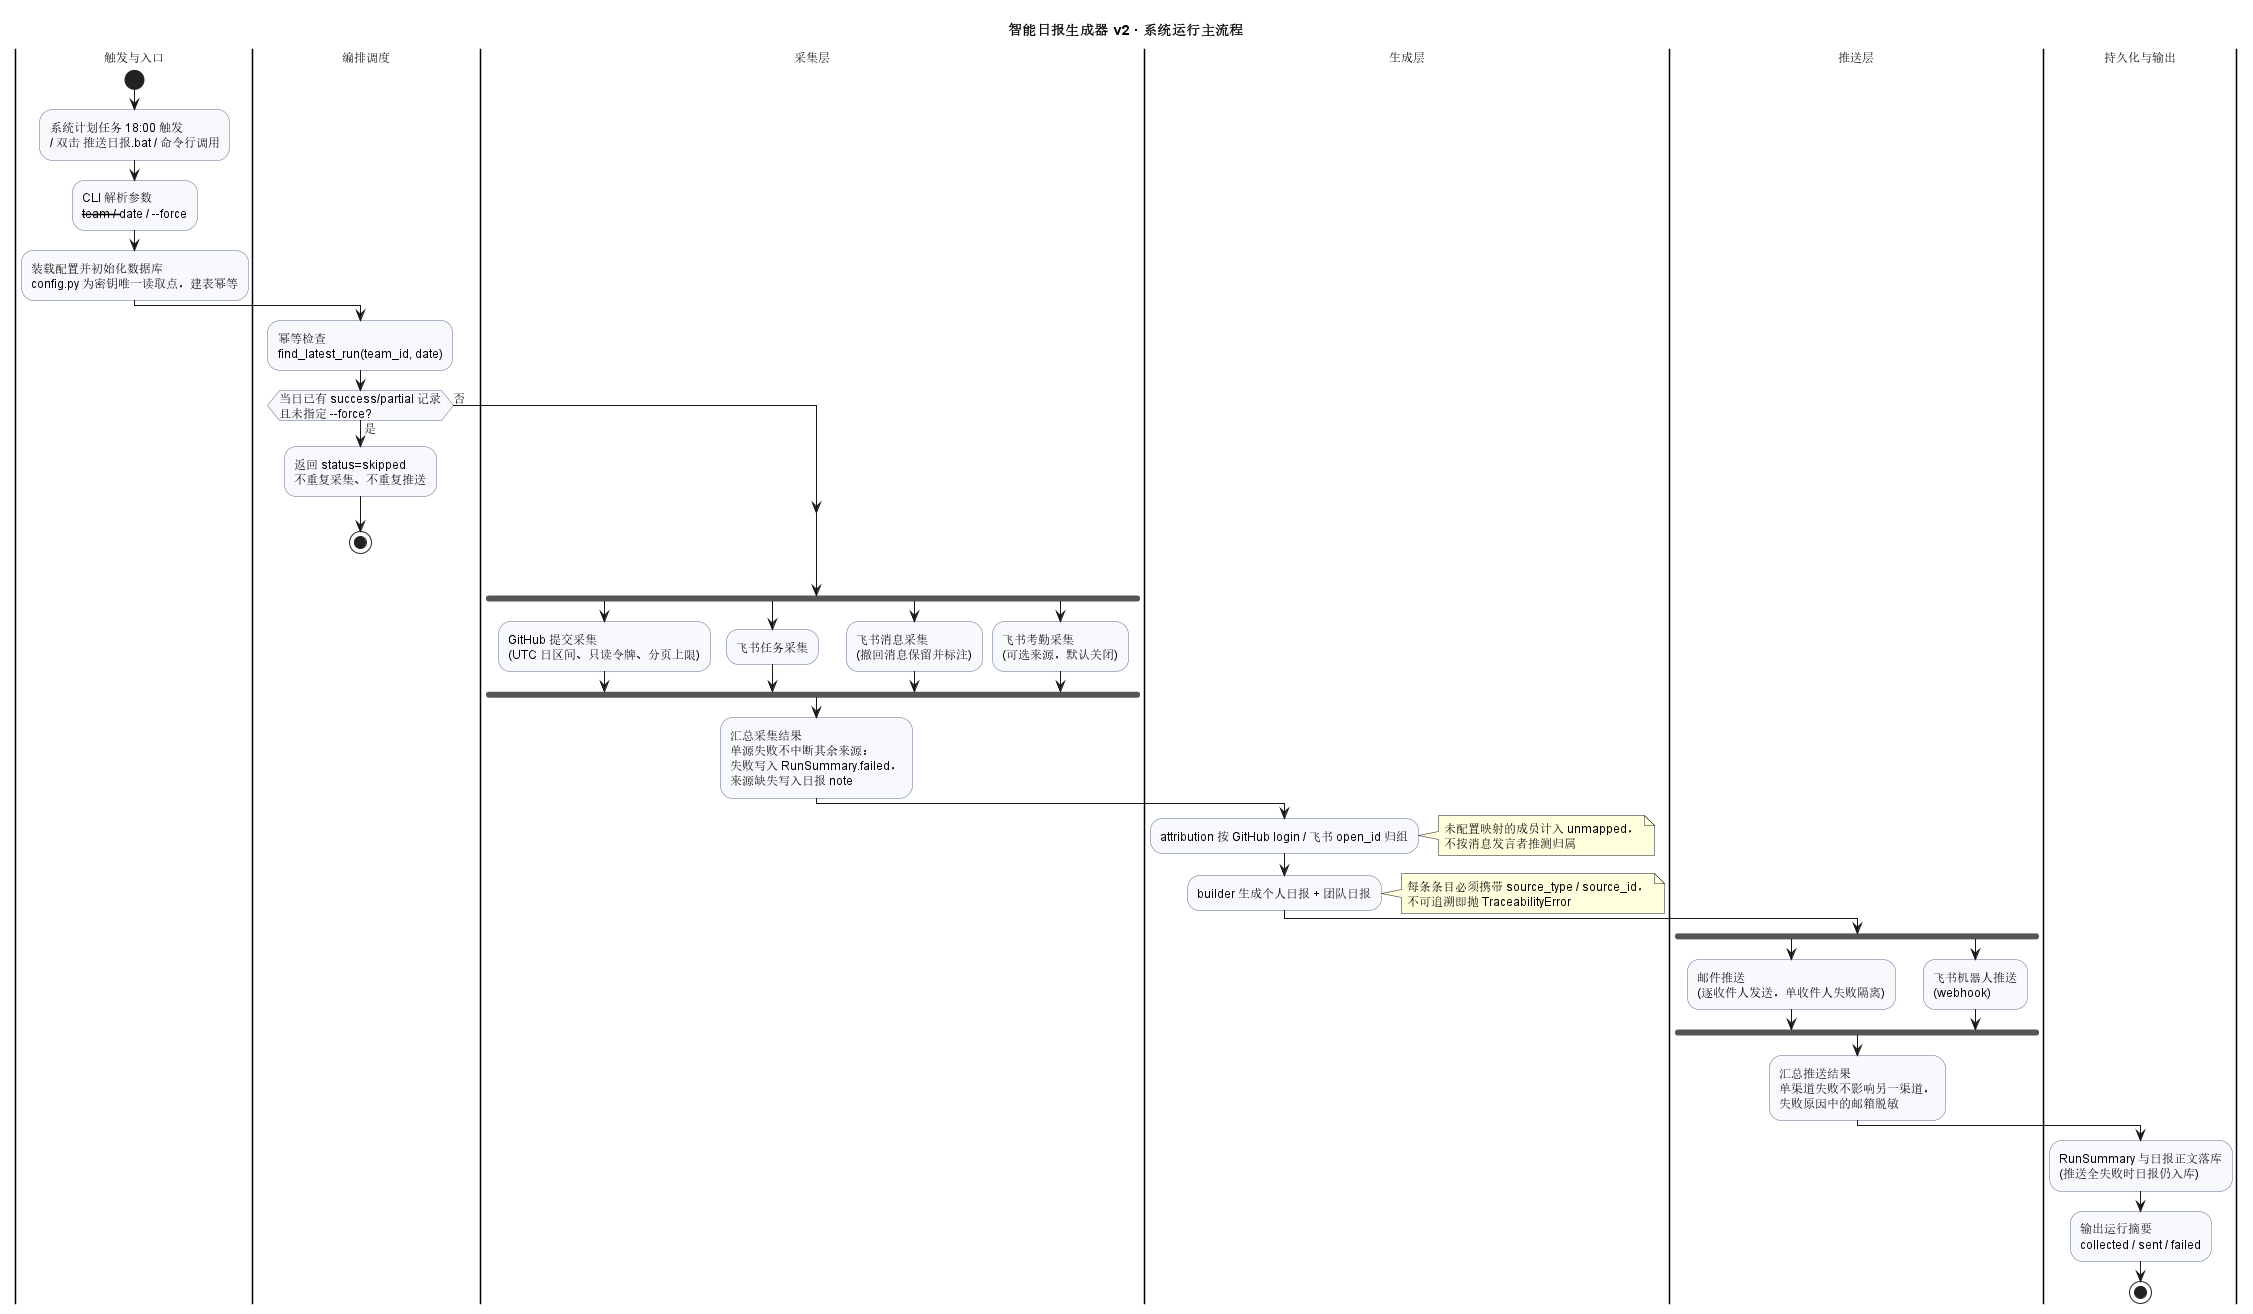 智能日报生成器 v2 · 系统运行主流程
触发与入口
编排调度
采集层
生成层
推送层
持久化与输出
系统计划任务 18:00 触发
/ 双击 推送日报.bat / 命令行调用
CLI 解析参数
team / date / --force
装载配置并初始化数据库
config.py 为密钥唯一读取点，建表幂等
幂等检查
find_latest_run(team_id, date)
当日已有 success/partial 记录
且未指定 --force?
否
是
返回 status=skipped
不重复采集、不重复推送
GitHub 提交采集
(UTC 日区间、只读令牌、分页上限)
飞书任务采集
飞书消息采集
(撤回消息保留并标注)
飞书考勤采集
(可选来源，默认关闭)
汇总采集结果
单源失败不中断其余来源；
失败写入 RunSummary.failed，
来源缺失写入日报 note
attribution 按 GitHub login / 飞书 open_id 归组
未配置映射的成员计入 unmapped，
不按消息发言者推测归属
builder 生成个人日报 + 团队日报
每条条目必须携带 source_type / source_id，
不可追溯即抛 TraceabilityError
邮件推送
(逐收件人发送，单收件人失败隔离)
飞书机器人推送
(webhook)
汇总推送结果
单渠道失败不影响另一渠道，
失败原因中的邮箱脱敏
RunSummary 与日报正文落库
(推送全失败时日报仍入库)
输出运行摘要
collected / sent / failed